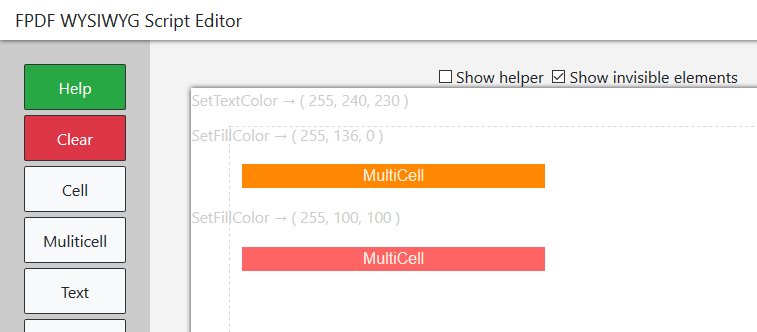 FPDF WYSIWYG Script Editor
Show helper Show invisible elements
Help
Clear
Cell
Muliticell
Text
SetTextColor → ( 255, 240, 230 )
SetFillColor → ( 255, 136, 0 )
MultiCell
SetFillColor → ( 255, 100, 100 )
MultiCell